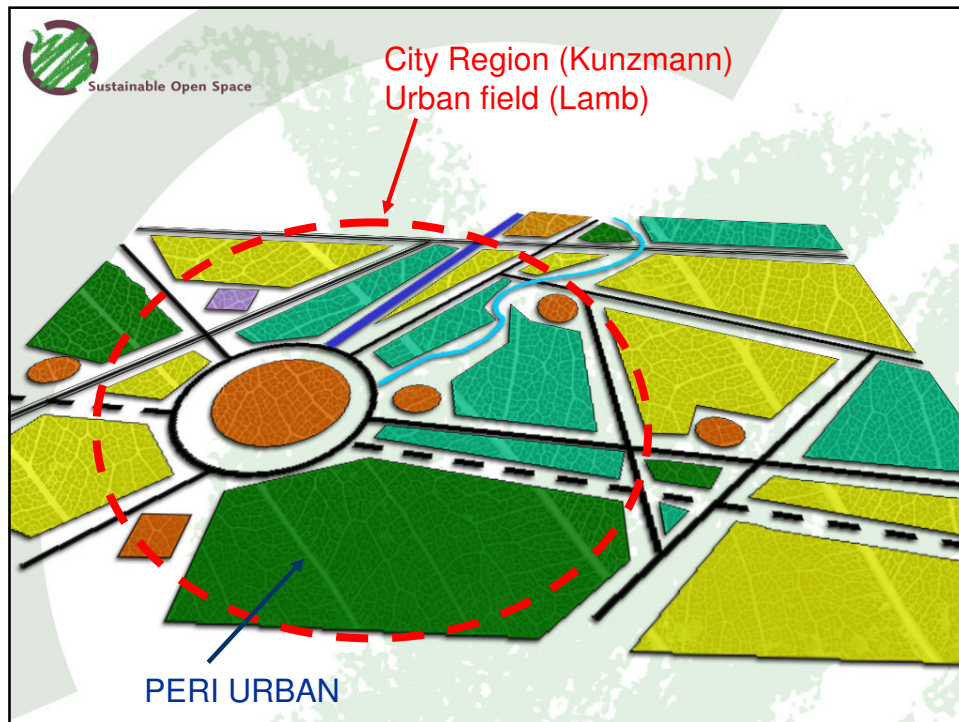 Sustainable Open Space
City Region (Kunzmann)
Urban field (Lamb)
PERI URBAN